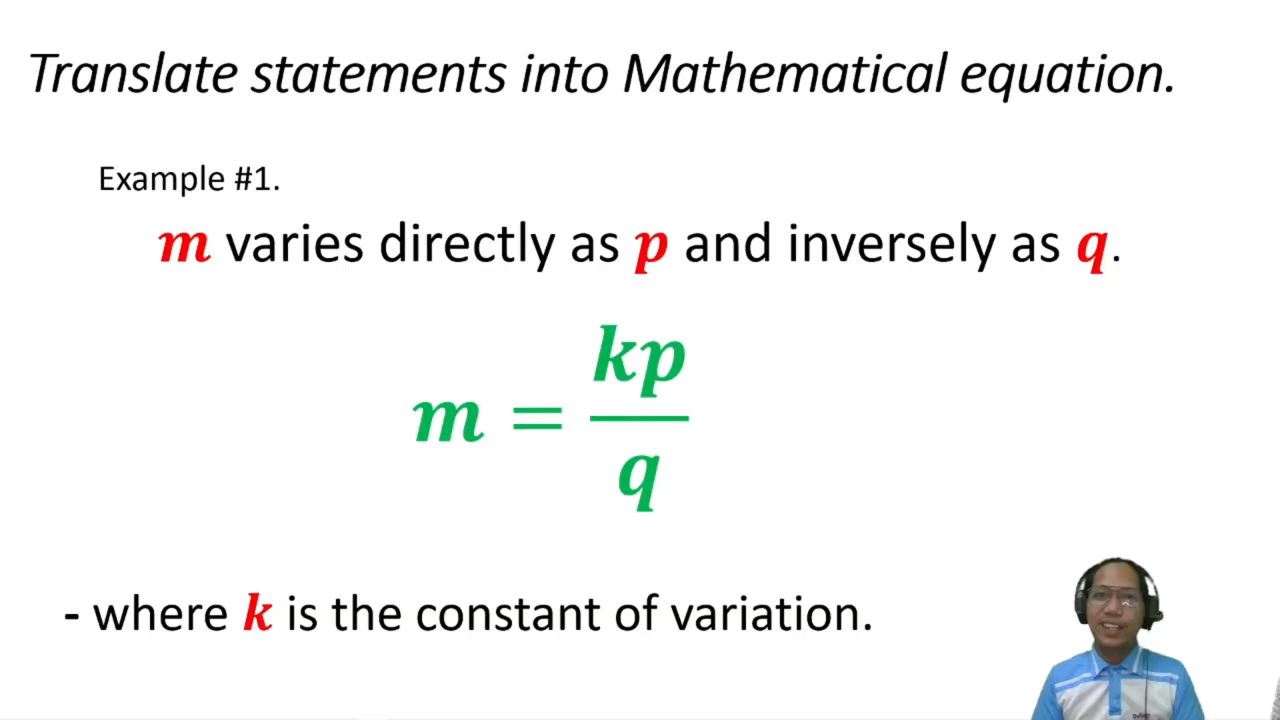 Translate statements into Mathematical equation.
Example #1.
m varies directly as p and inversely as q.
m = kp/q
- where k is the constant of variation.